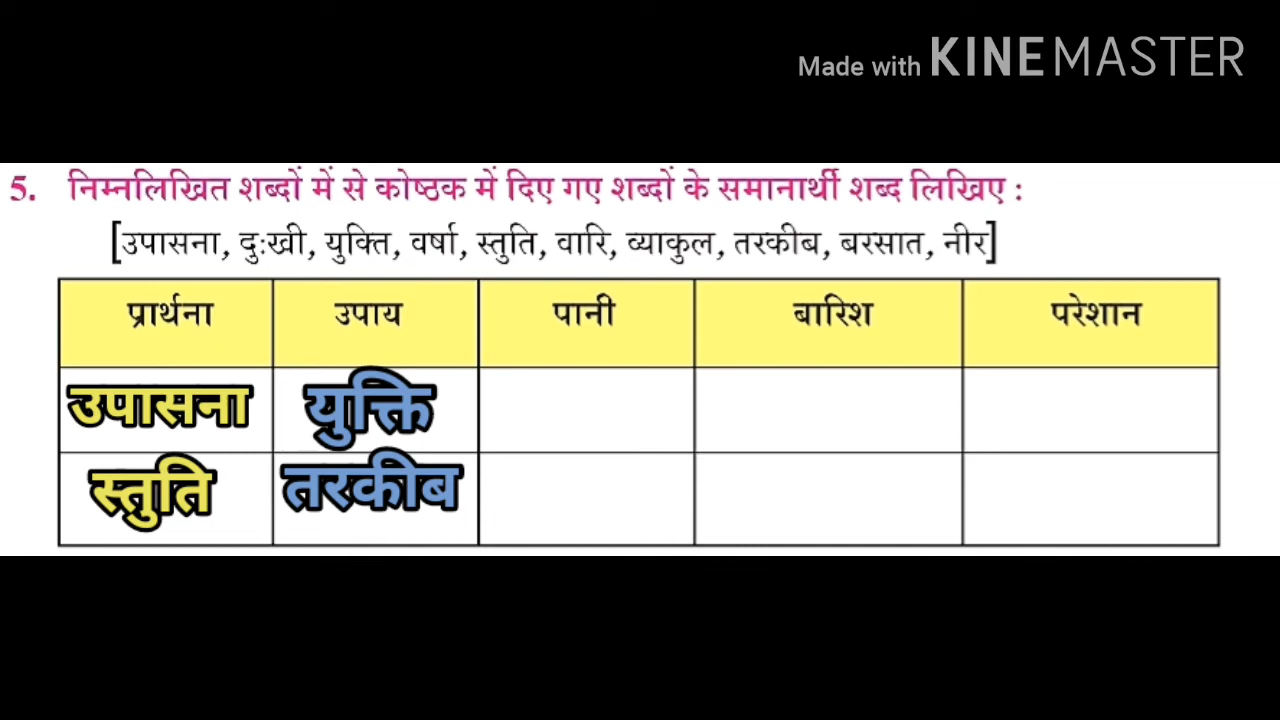 Made with KINEMASTER
5. निम्नलिखित शब्दों में से कोष्ठक में दिए गए शब्दों के समानार्थी शब्द लिखिए :
[उपासना, दुःखी, युक्ति, वर्षा, स्तुति, वारि, व्याकुल, तरकीब, बरसात, नीर]
प्रार्थना उपाय पानी बारिश परेशान
उपासना युक्ति
स्तुति तरकीब